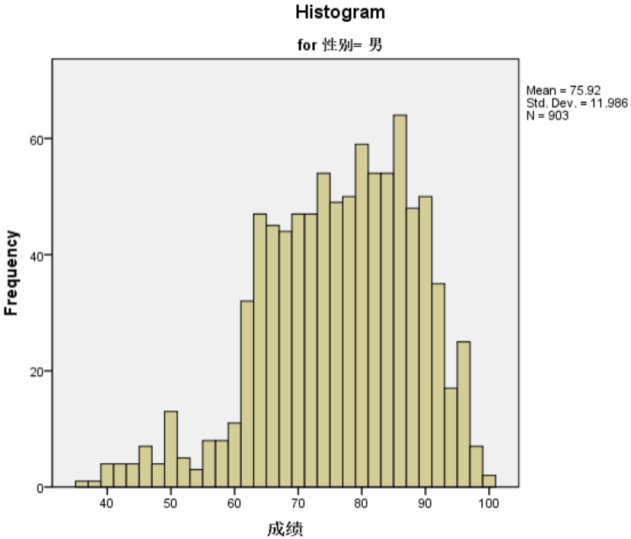 Histogram
for 性别= 男
Mean = 75.92
Std. Dev. = 11.986
N = 903
Frequency
60
40
20
0
40 50 60 70 80 90 100
成绩